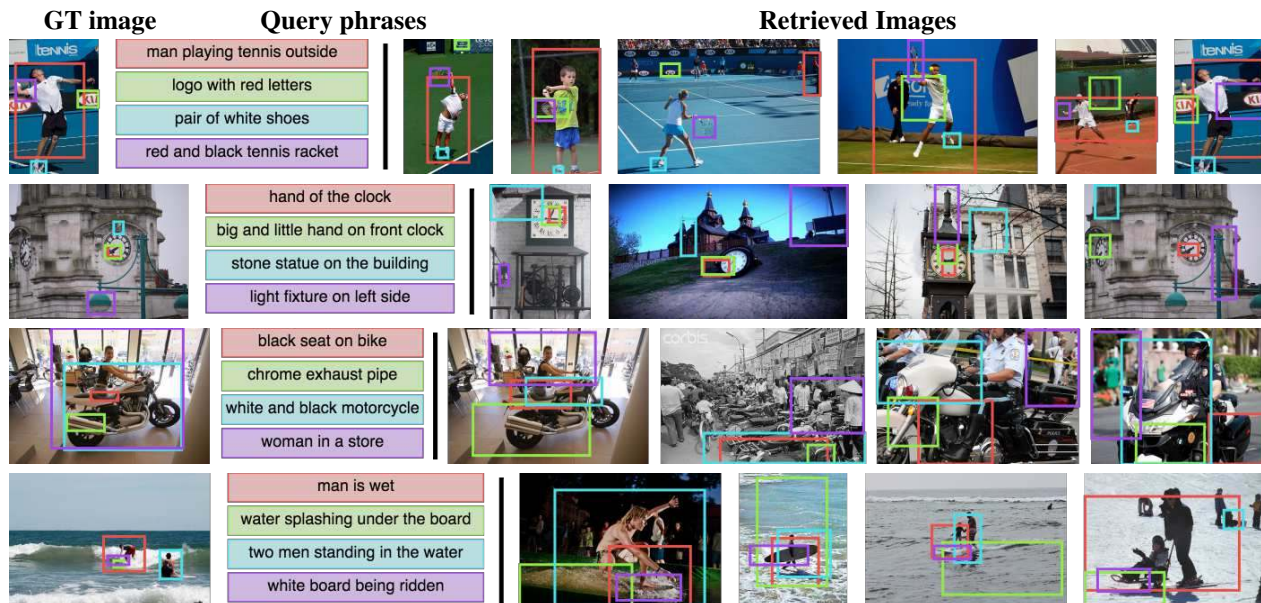 GT image Query phrases Retrieved Images
man playing tennis outside
logo with red letters
pair of white shoes
red and black tennis racket
tennis
KIA
KIA
tennis
KIA
hand of the clock
big and little hand on front clock
stone statue on the building
light fixture on left side
black seat on bike
chrome exhaust pipe
white and black motorcycle
woman in a store
corbis
man is wet
water splashing under the board
two men standing in the water
white board being ridden